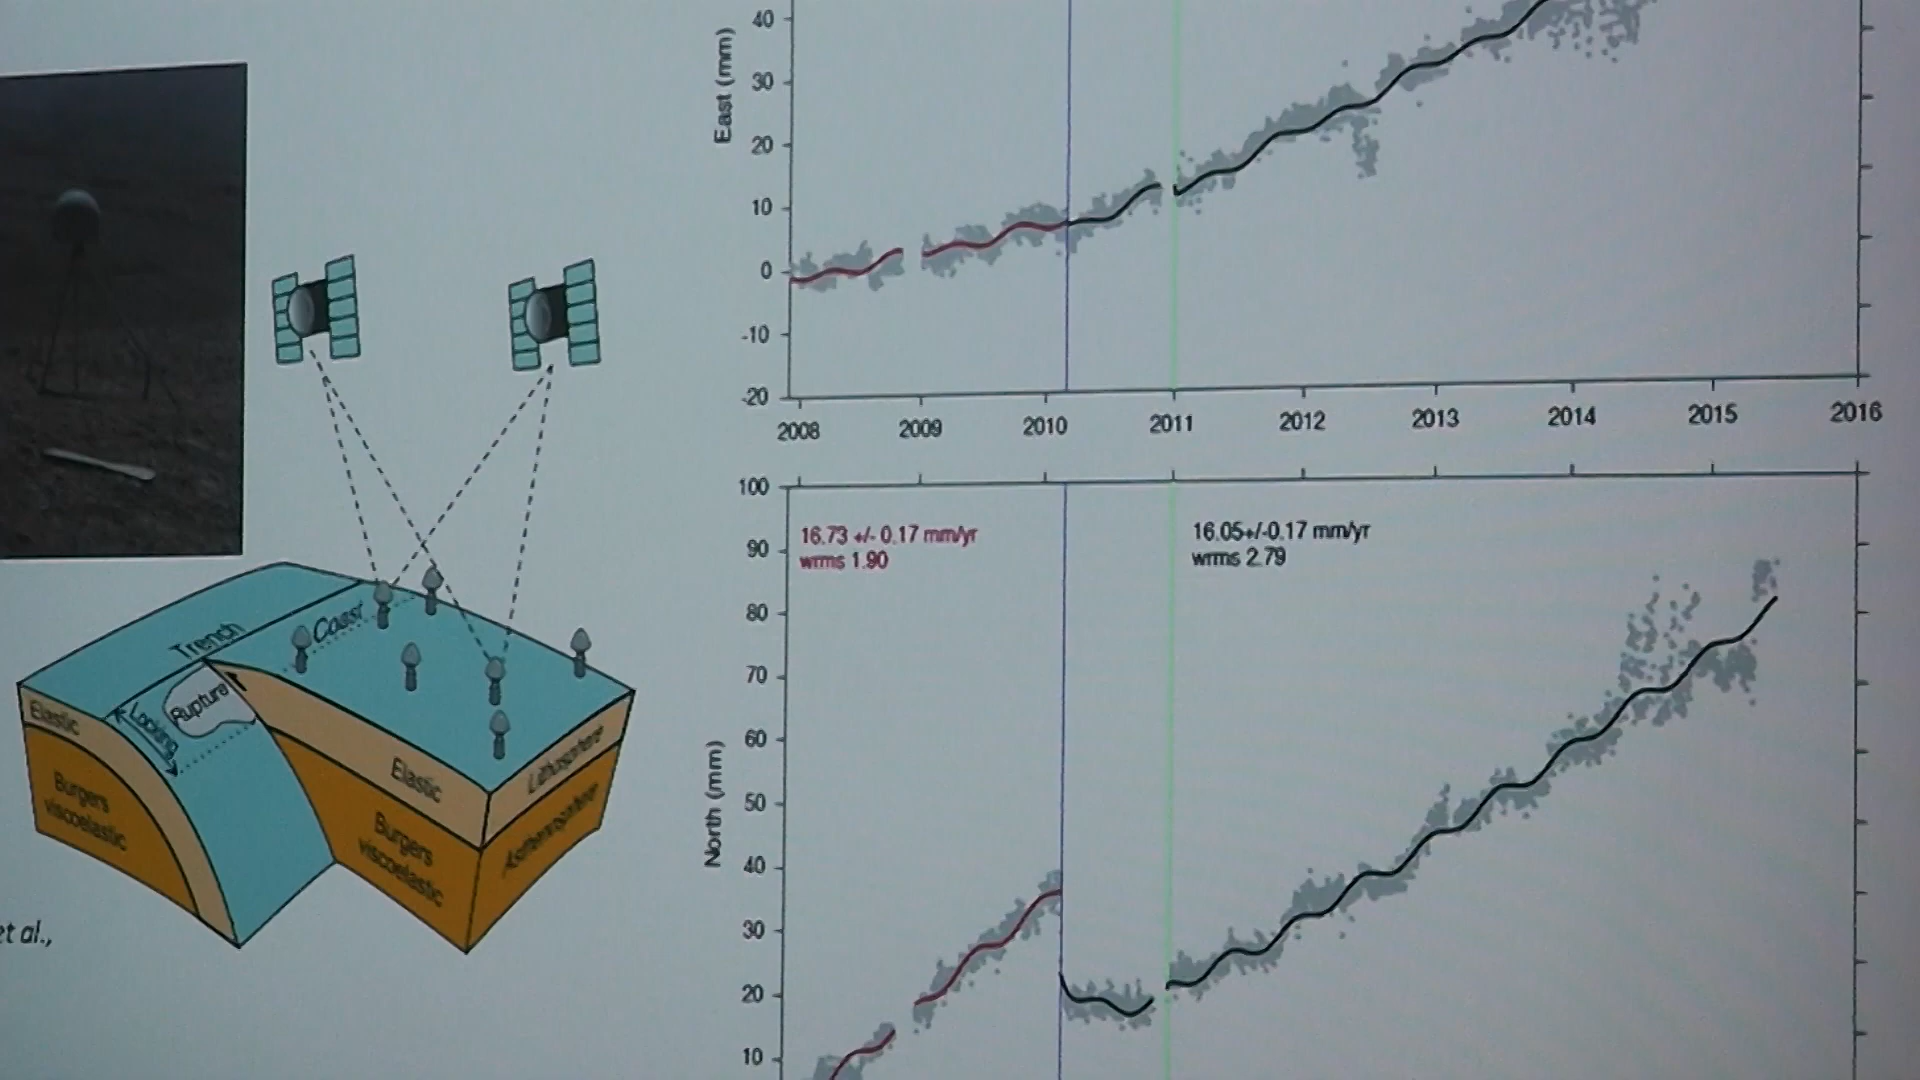 40
30
20
10
0
-10
-20
East (mm)
2008 2009 2010 2011 2012 2013 2014 2015 2016
100
90
80
70
60
50
40
30
20
10
North (mm)
16.73 +/- 0.17 mm/yr
wrms 1.90
16.05+/-0.17 mm/yr
wrms 2.79
Trench
Coast
Rupture
Locking
Elastic
Burgers
viscoelastic
Elastic
Lithosphere
Burgers
viscoelastic
Asthenosphere
et al.,